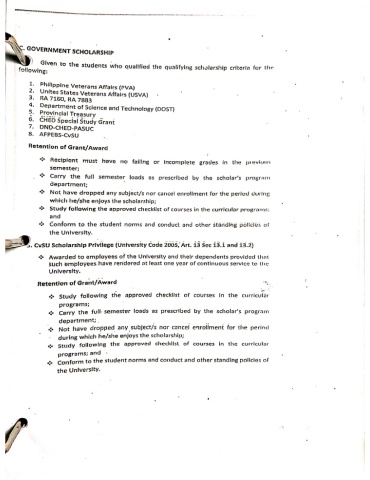 C. GOVERNMENT SCHOLARSHIP
Given to the students who qualified the qualifying scholarship criteria for the
following:
1. Philippine Veterans Affairs (PVA)
2. Unites States Veterans Affairs (USVA)
3. RA 7160, RA 7883
4. Department of Science and Technology (DOST)
5. Provincial Treasury
6. CHED Special Study Grant
7. DND-CHED-PASUC
8. AFPEBS-CvSU
Retention of Grant/Award
❖ Recipient must have no failing or incomplete grades in the previous
semester;
❖ Carry the full semester loads as prescribed by the scholar's program
department;
❖ Not have dropped any subject/s nor cancel enrollment for the period during
which he/she enjoys the scholarship;
❖ Study following the approved checklist of courses in the curricular programs;
and
❖ Conform to the student norms and conduct and other standing policies of
the University.
. CvSU Scholarship Privilege (University Code 2005, Art. 13 Sec 13.1 and 13.2)
❖ Awarded to employees of the University and their dependents provided that
such employees have rendered at least one year of continuous service to the
University.
Retention of Grant/Award
❖ Study following the approved checklist of courses in the curricular
programs;
❖ Carry the full semester loads as prescribed by the scholar's program
department;
❖ Not have dropped any subject/s nor cancel enrollment for the period
during which he/she enjoys the scholarship;
❖ Study following the approved checklist of courses in the curricular
programs; and
❖ Conform to the student norms and conduct and other standing policies of
the University.